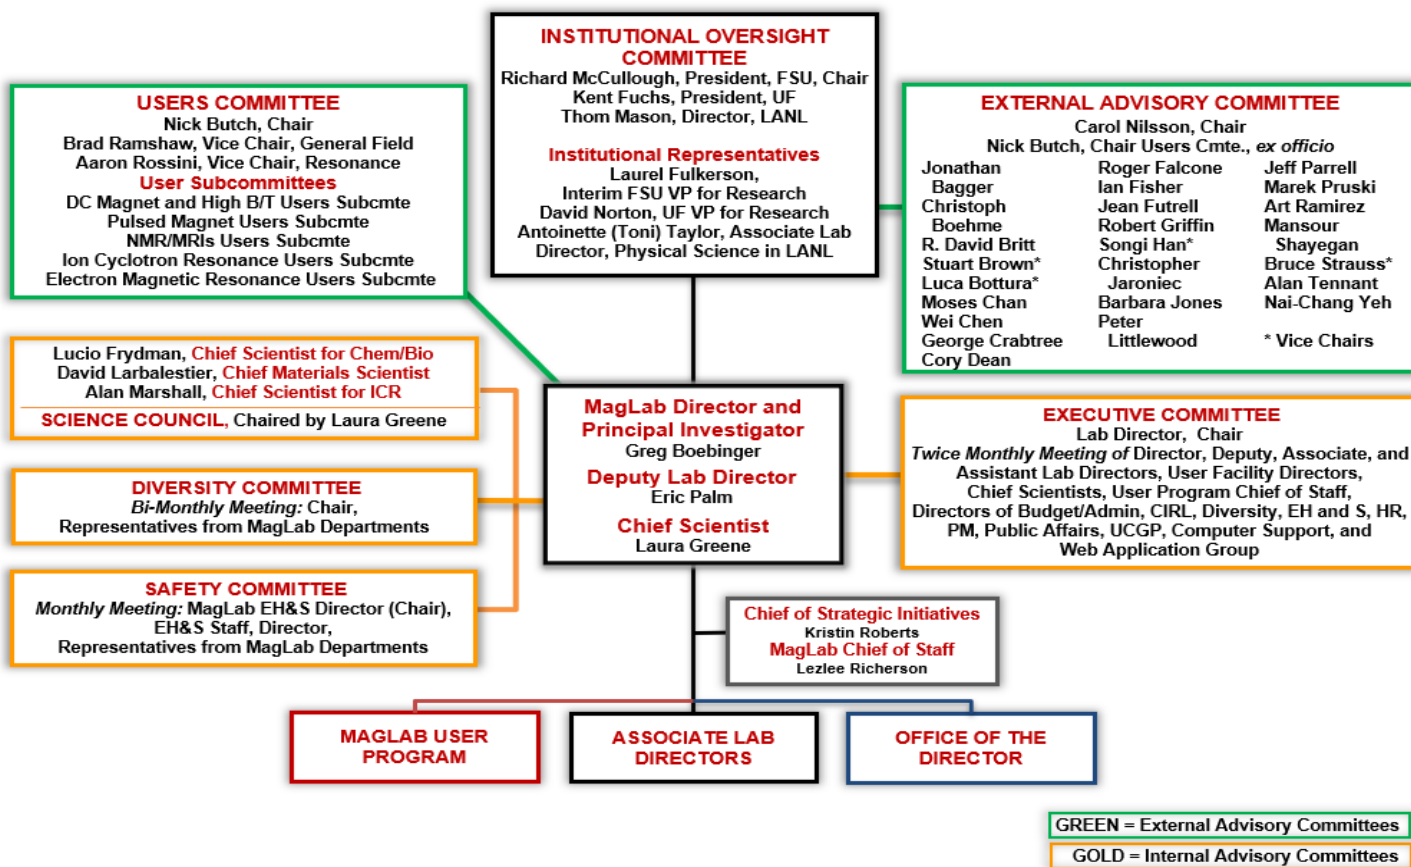 INSTITUTIONAL OVERSIGHT
COMMITTEE
Richard McCullough, President, FSU, Chair
Kent Fuchs, President, UF
Thom Mason, Director, LANL
Institutional Representatives
Laurel Fulkerson,
Interim FSU VP for Research
David Norton, UF VP for Research
Antoinette (Toni) Taylor, Associate Lab
Director, Physical Science in LANL
USERS COMMITTEE
Nick Butch, Chair
Brad Ramshaw, Vice Chair, General Field
Aaron Rossini, Vice Chair, Resonance
User Subcommittees
DC Magnet and High B/T Users Subcmte
Pulsed Magnet Users Subcmte
NMR/MRIs Users Subcmte
Ion Cyclotron Resonance Users Subcmte
Electron Magnetic Resonance Users Subcmte
EXTERNAL ADVISORY COMMITTEE
Carol Nilsson, Chair
Nick Butch, Chair Users Cmte., ex officio
Jonathan
Bagger
Christoph
Boehme
R. David Britt
Stuart Brown*
Luca Bottura*
Moses Chan
Wei Chen
George Crabtree
Cory Dean
Roger Falcone
Ian Fisher
Jean Futrell
Robert Griffin
Songi Han*
Christopher
Jaroniec
Barbara Jones
Peter
Littlewood
Jeff Parrell
Marek Pruski
Art Ramirez
Mansour
Shayegan
Bruce Strauss*
Alan Tennant
Nai-Chang Yeh
* Vice Chairs
Lucio Frydman, Chief Scientist for Chem/Bio
David Larbalestier, Chief Materials Scientist
Alan Marshall, Chief Scientist for ICR
SCIENCE COUNCIL, Chaired by Laura Greene
DIVERSITY COMMITTEE
Bi-Monthly Meeting: Chair,
Representatives from MagLab Departments
SAFETY COMMITTEE
Monthly Meeting: MagLab EH&S Director (Chair),
EH&S Staff, Director,
Representatives from MagLab Departments
MagLab Director and
Principal Investigator
Greg Boebinger
Deputy Lab Director
Eric Palm
Chief Scientist
Laura Greene
EXECUTIVE COMMITTEE
Lab Director, Chair
Twice Monthly Meeting of Director, Deputy, Associate, and
Assistant Lab Directors, User Facility Directors,
Chief Scientists, User Program Chief of Staff,
Directors of Budget/Admin, CIRL, Diversity, EH and S, HR,
PM, Public Affairs, UCGP, Computer Support, and
Web Application Group
Chief of Strategic Initiatives
Kristin Roberts
MagLab Chief of Staff
Lezlee Richerson
MAGLAB USER
PROGRAM
ASSOCIATE LAB
DIRECTORS
OFFICE OF THE
DIRECTOR
GREEN = External Advisory Committees
GOLD = Internal Advisory Committees